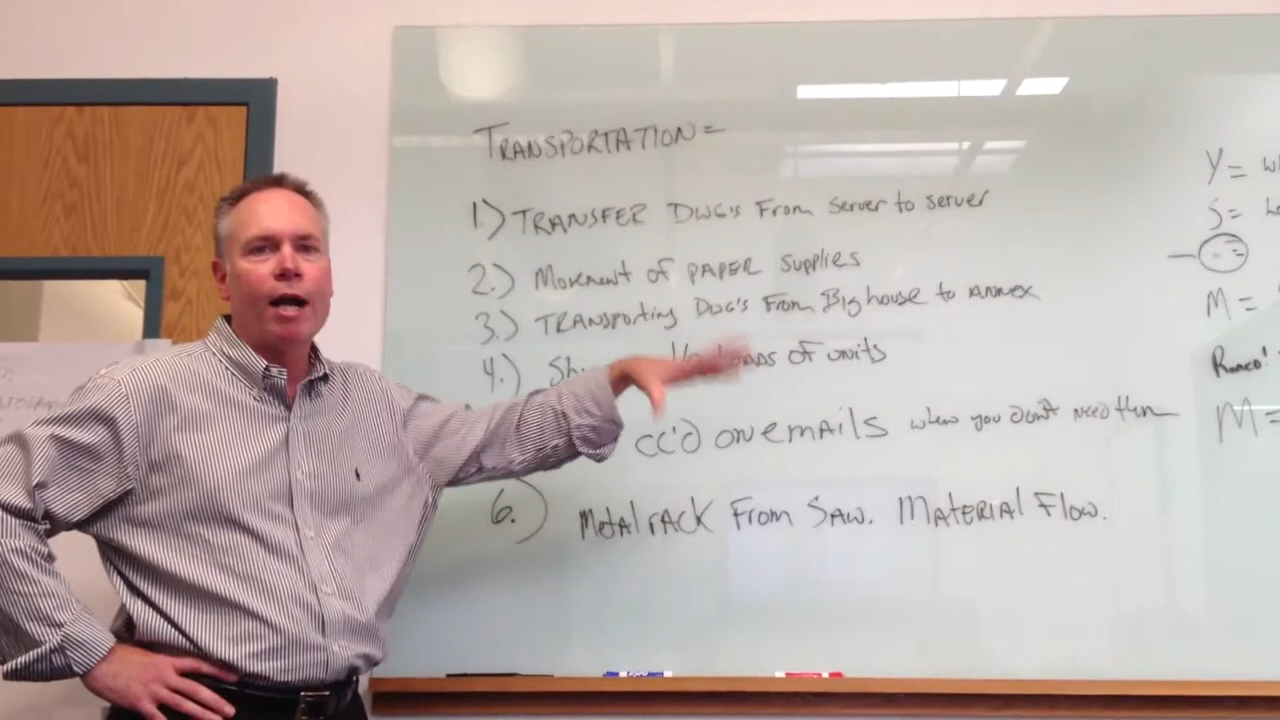 TRANSPORTATION =
1.) TRANSFER DWG'S From Server to server
2.) Movement of PAPER supplies
3.) TRANSPORTING DWG'S From Big house to ANNEX
4.) OF units
CC'D ON EMAILS when you don't need them
6.) Metal rACK From SAW. MATERIAL Flow.
Y =
S =
M =
M =